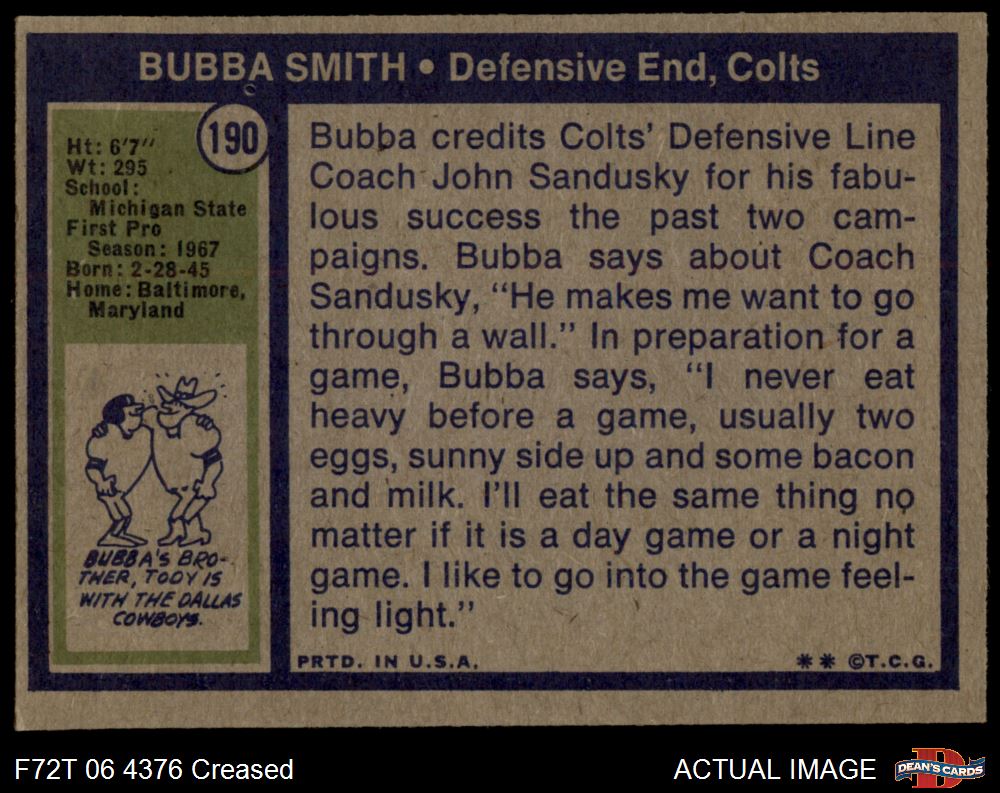 BUBBA SMITH • Defensive End, Colts
190
Ht: 6'7"
Wt: 295
School:
Michigan State
First Pro
Season: 1967
Born: 2-28-45
Home: Baltimore,
Maryland
BUBBA'S BRO-
THER, TODY IS
WITH THE DALLAS
COWBOYS.
Bubba credits Colts' Defensive Line
Coach John Sandusky for his fabu-
lous success the past two cam-
paigns. Bubba says about Coach
Sandusky, “He makes me want to go
through a wall.” In preparation for a
game, Bubba says, “I never eat
heavy before a game, usually two
eggs, sunny side up and some bacon
and milk. I'll eat the same thing no
matter if it is a day game or a night
game. I like to go into the game feel-
ing light.”
PRTD. IN U.S.A.
** ©T.C.G.
F72T 06 4376 Creased
ACTUAL IMAGE
DEAN'S CARDS